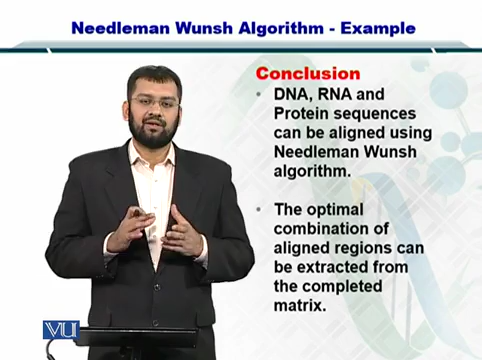 Needleman Wunsh Algorithm - Example
Conclusion
• DNA, RNA and
Protein sequences
can be aligned using
Needleman Wunsh
algorithm.
• The optimal
combination of
aligned regions can
be extracted from
the completed
matrix.
VU